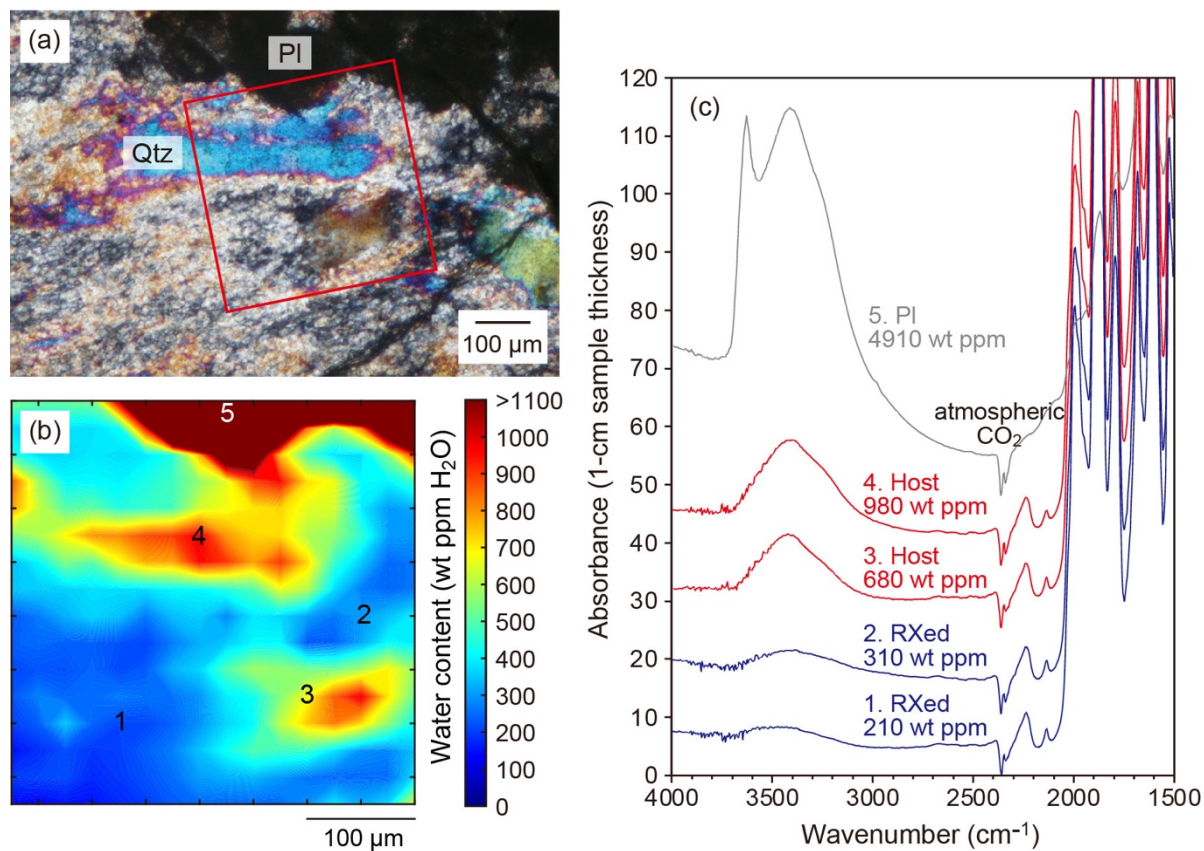 (a)
Pl
Qtz
100 µm
(b)
5
4
2
3
1
100 µm
Water content (wt ppm H₂O)
>1100
1000
900
800
700
600
500
400
300
200
100
0
(c)
Absorbance (1-cm sample thickness)
120
110
100
90
80
70
60
50
40
30
20
10
0
5. Pl
4910 wt ppm
atmospheric
CO₂
4. Host
980 wt ppm
3. Host
680 wt ppm
2. RXed
310 wt ppm
1. RXed
210 wt ppm
4000
3500
3000
2500
2000
1500
Wavenumber (cm⁻¹)